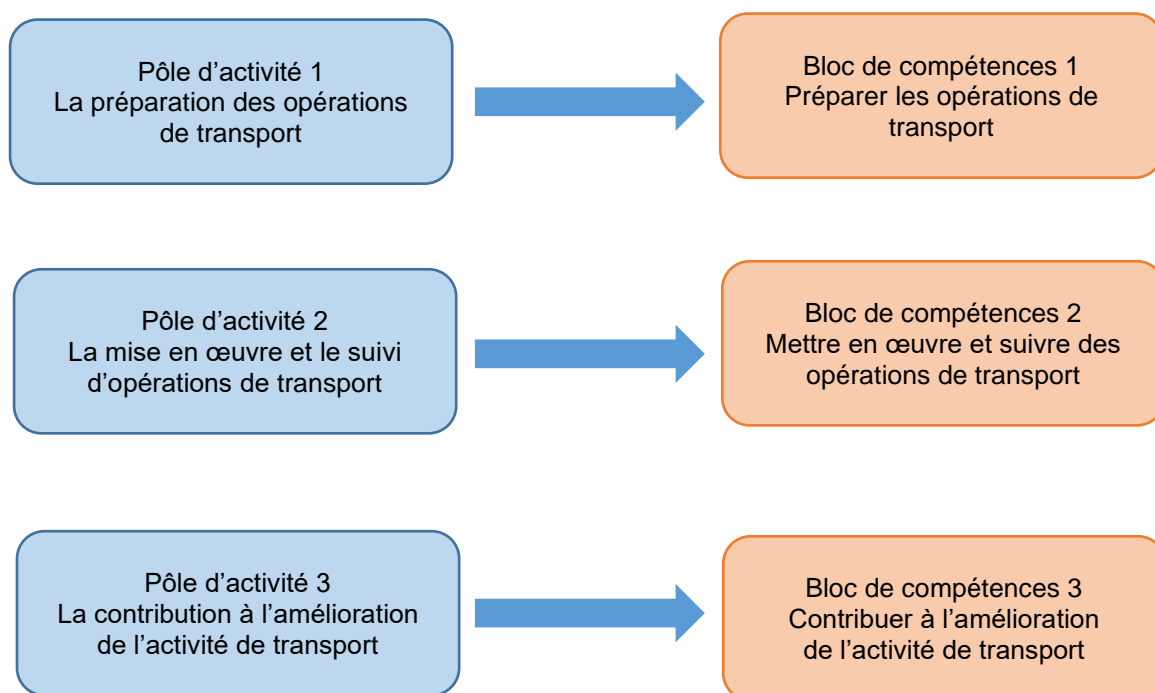 Pôle d’activité 1
La préparation des opérations
de transport
Bloc de compétences 1
Préparer les opérations de
transport
Pôle d’activité 2
La mise en œuvre et le suivi
d’opérations de transport
Bloc de compétences 2
Mettre en œuvre et suivre des
opérations de transport
Pôle d’activité 3
La contribution à l’amélioration
de l’activité de transport
Bloc de compétences 3
Contribuer à l’amélioration
de l’activité de transport